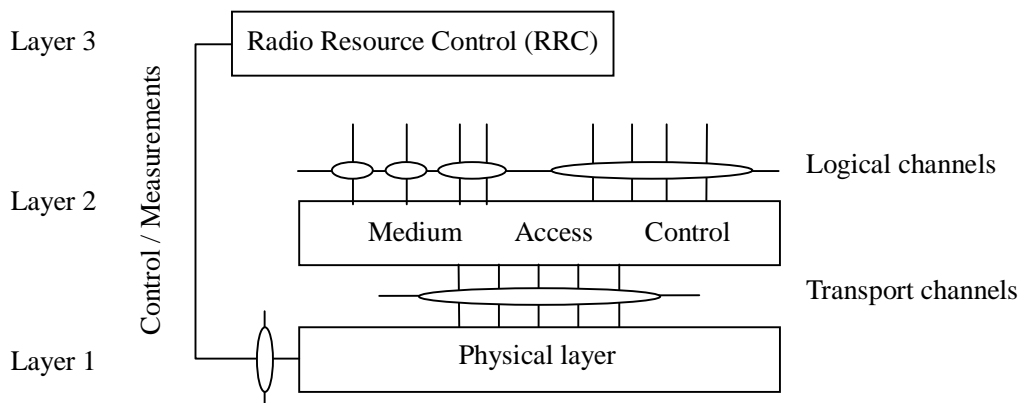 Layer 3
Radio Resource Control (RRC)
Control / Measurements
Logical channels
Layer 2
Medium Access Control
Transport channels
Layer 1
Physical layer